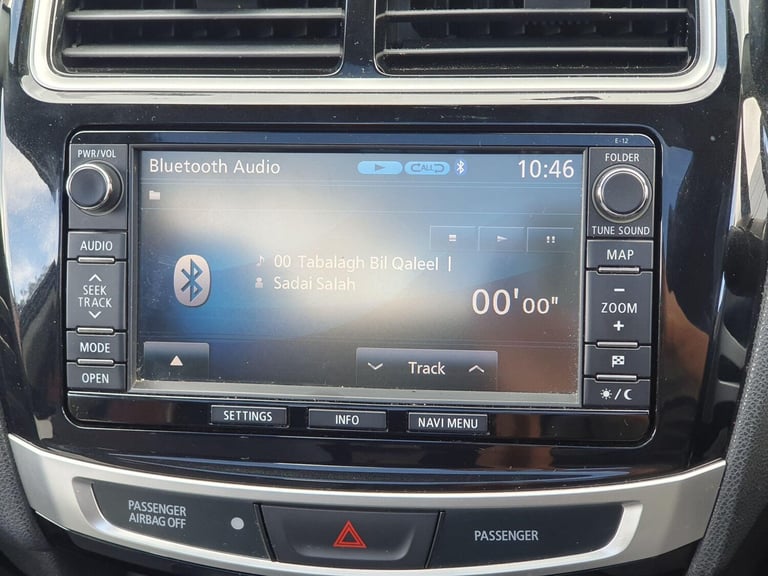 E-12
PWR/VOL
FOLDER
Bluetooth Audio
CALL
10:46
TUNE SOUND
AUDIO
MAP
00 Tabalagh Bil Qaleel |
Sadai Salah
00'00"
SEEK
TRACK
− ZOOM +
MODE
Track
OPEN
SETTINGS
INFO
NAVI MENU
PASSENGER
AIRBAG OFF
PASSENGER